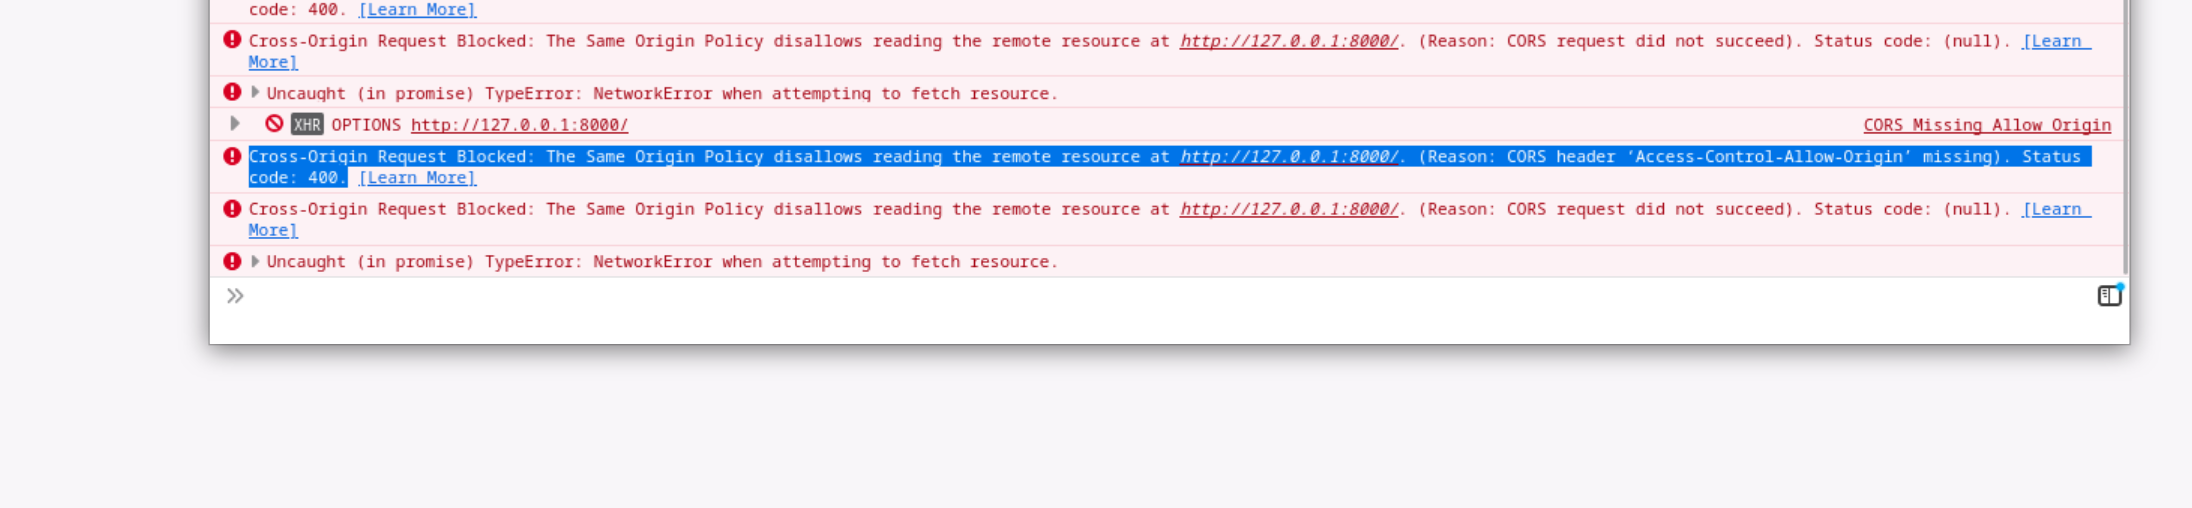 code: 400. [Learn More]
Cross-Origin Request Blocked: The Same Origin Policy disallows reading the remote resource at http://127.0.0.1:8000/. (Reason: CORS request did not succeed). Status code: (null). [Learn
More]
Uncaught (in promise) TypeError: NetworkError when attempting to fetch resource.
XHR OPTIONS http://127.0.0.1:8000/ CORS Missing Allow Origin
Cross-Origin Request Blocked: The Same Origin Policy disallows reading the remote resource at http://127.0.0.1:8000/. (Reason: CORS header ‘Access-Control-Allow-Origin’ missing). Status
code: 400. [Learn More]
Cross-Origin Request Blocked: The Same Origin Policy disallows reading the remote resource at http://127.0.0.1:8000/. (Reason: CORS request did not succeed). Status code: (null). [Learn
More]
Uncaught (in promise) TypeError: NetworkError when attempting to fetch resource.